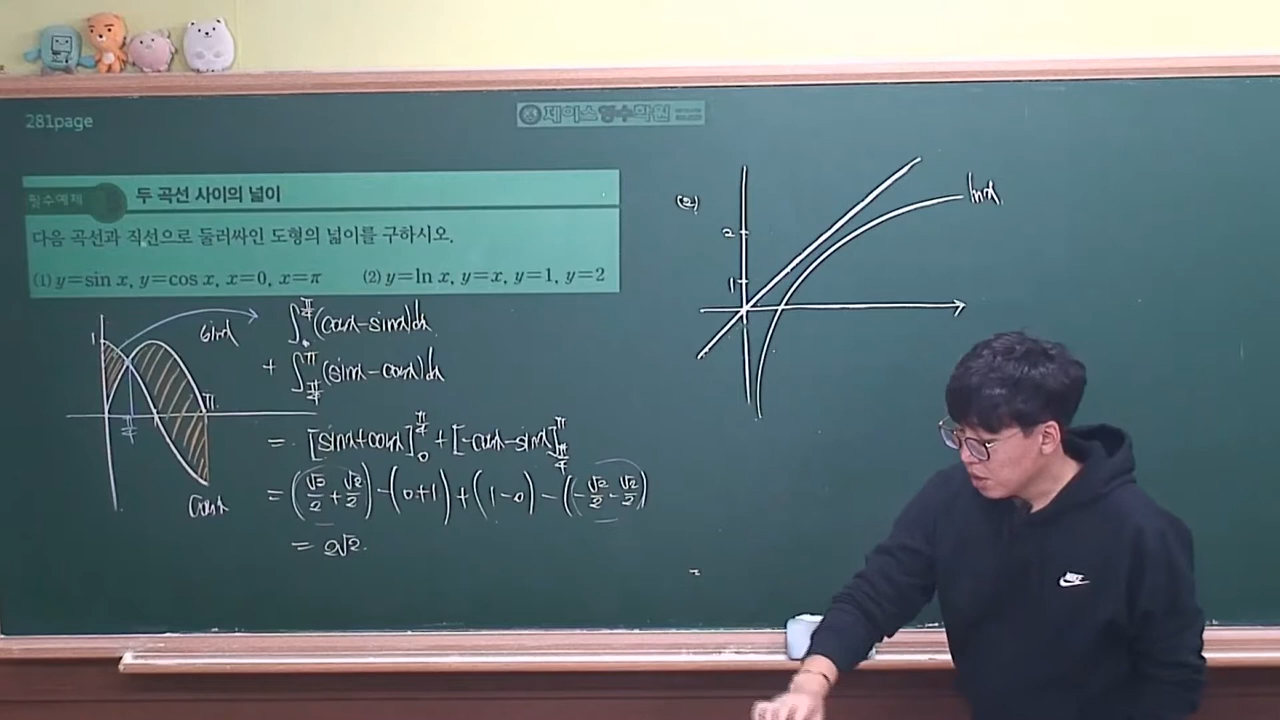 281page
제이스영수학원
필수예제
두 곡선 사이의 넓이
다음 곡선과 직선으로 둘러싸인 도형의 넓이를 구하시오.
(1) y=sin x, y=cos x, x=0, x=π (2) y=ln x, y=x, y=1, y=2
1
sinx
π/4
π
cosx
∫₀^{π/4} (cosx-sinx)dx
+ ∫_{π/4}^{π} (sinx-cosx)dx
= [sinx+cosx]₀^{π/4} + [-cosx-sinx]_{π/4}^{π}
= (√2/2 + √2/2) - (0+1) + (1-0) - (-√2/2 - √2/2)
= 2√2.
(2)
2
1
lnx
NIKE